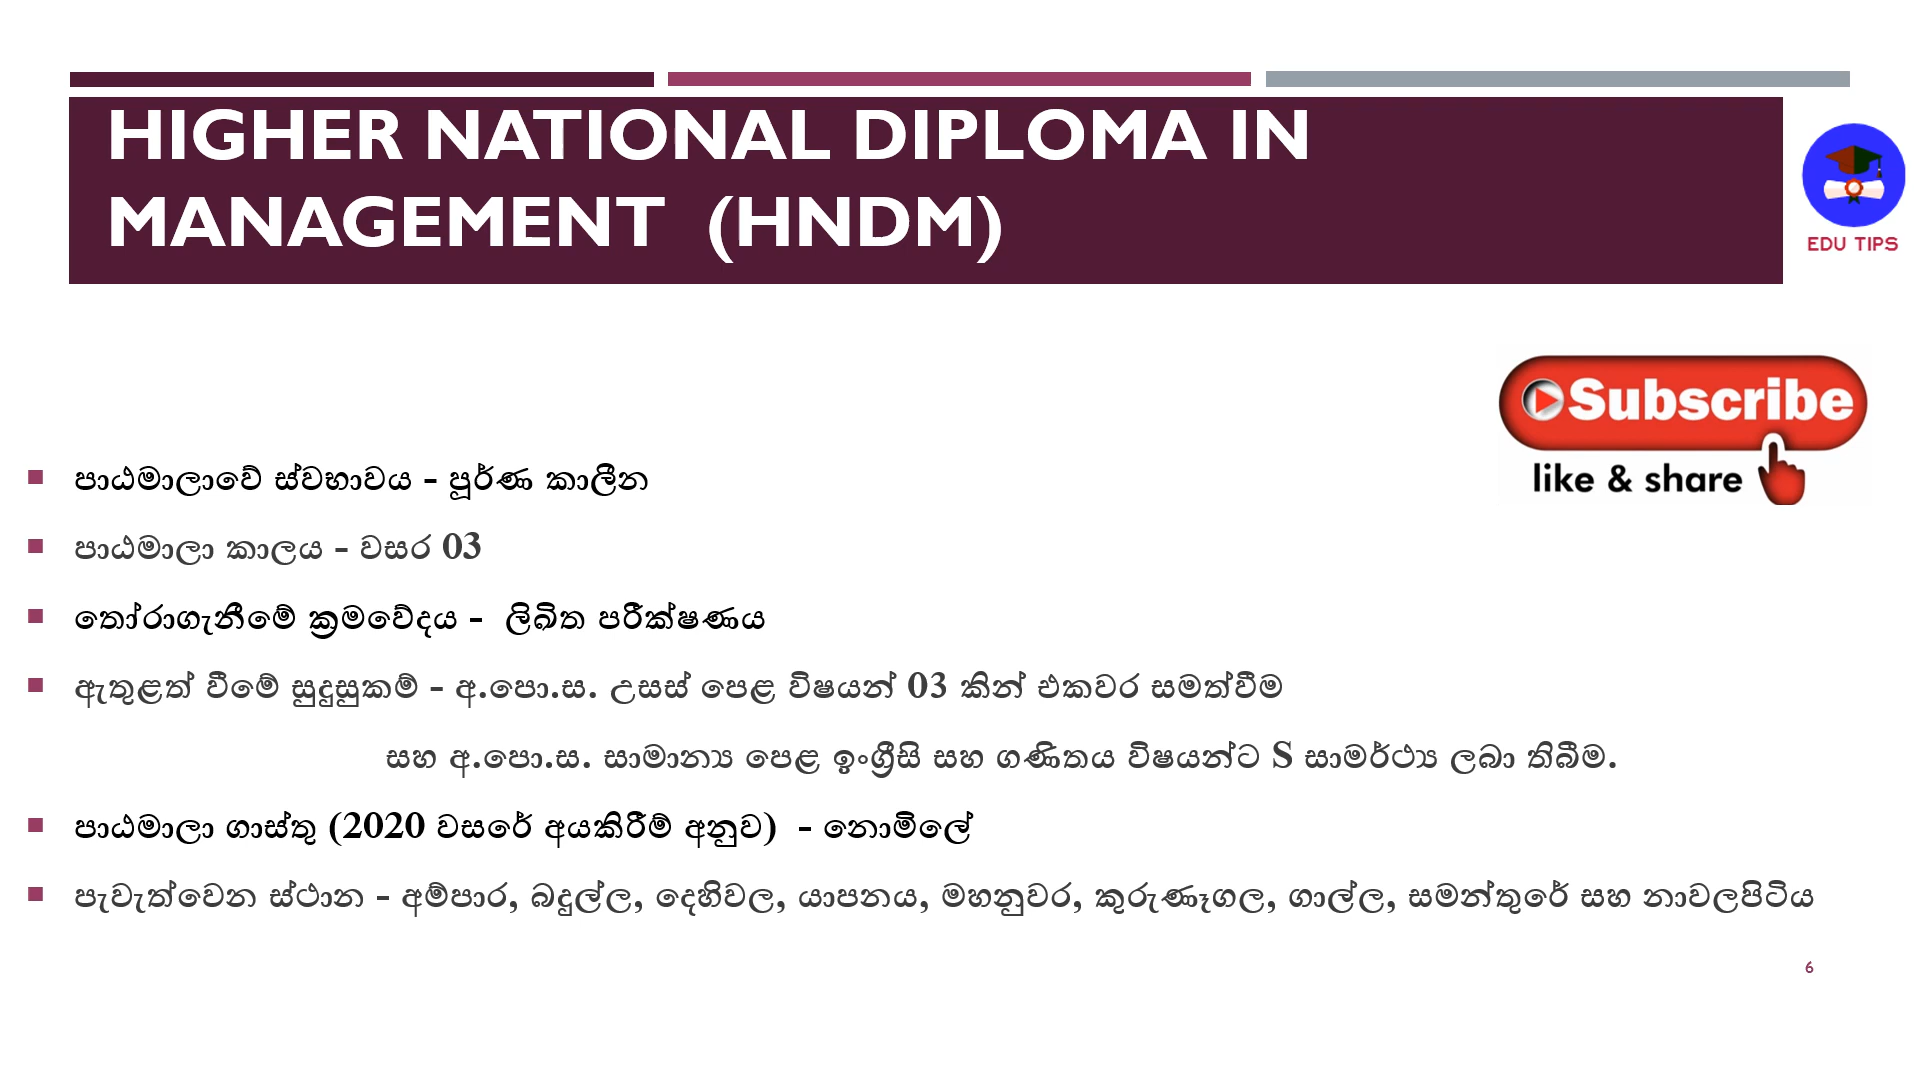 HIGHER NATIONAL DIPLOMA IN
MANAGEMENT (HNDM)
EDU TIPS
Subscribe
like & share
පාඨමාලාවේ ස්වභාවය - පූර්ණ කාලීන
පාඨමාලා කාලය - වසර 03
තෝරාගැනීමේ ක්‍රමවේදය - ලිඛිත පරීක්ෂණය
ඇතුළත් වීමේ සුදුසුකම් - අ.පො.ස. උසස් පෙළ විෂයන් 03 කින් එකවර සමත්වීම
සහ අ.පො.ස. සාමාන්‍ය පෙළ ඉංග්‍රීසි සහ ගණිතය විෂයන්ට S සාමර්ථ්‍ය ලබා තිබීම.
පාඨමාලා ගාස්තු (2020 වසරේ අයකිරීම් අනුව) - නොමිලේ
පැවැත්වෙන ස්ථාන - අම්පාර, බදුල්ල, දෙහිවල, යාපනය, මහනුවර, කුරුණෑගල, ගාල්ල, සමන්තුරේ සහ නාවලපිටිය
6